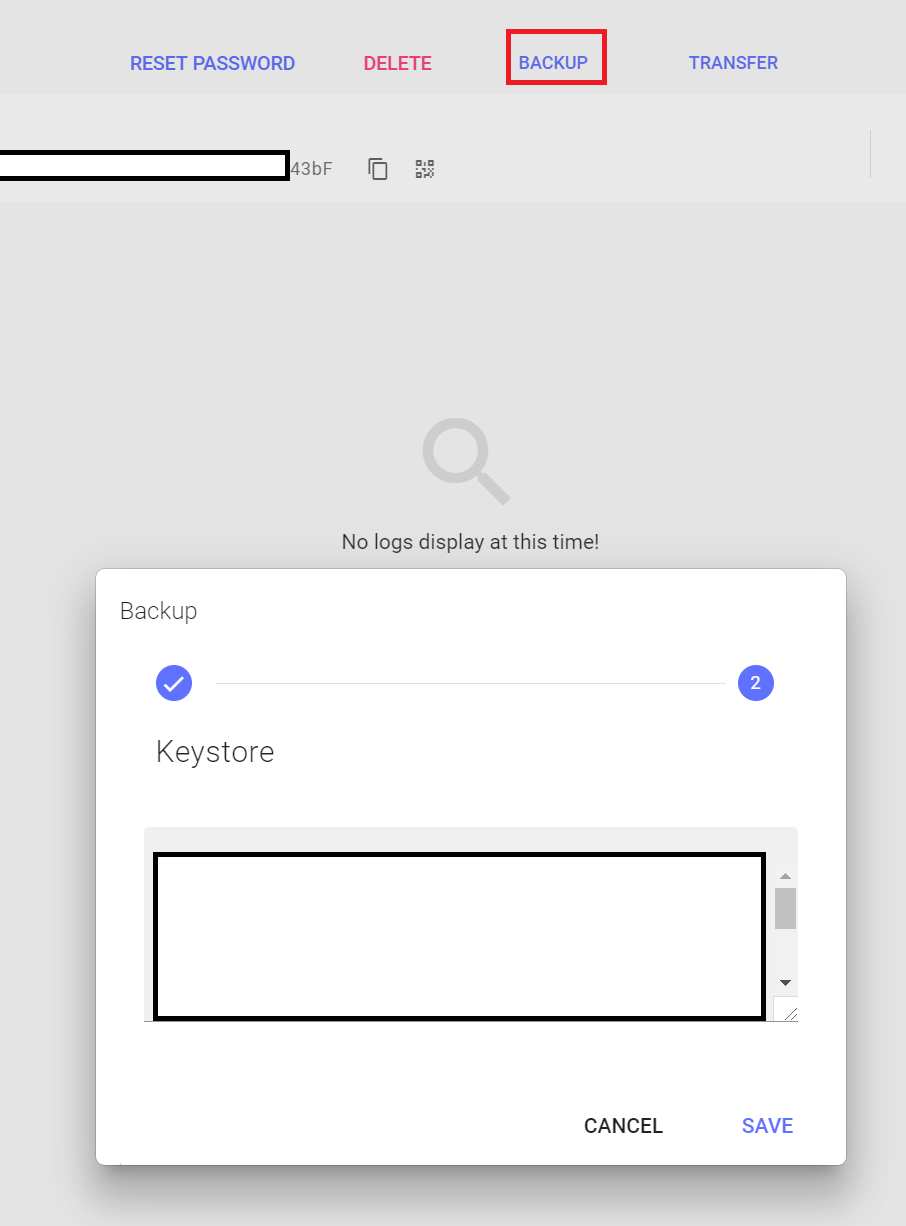 RESET PASSWORD DELETE BACKUP TRANSFER
43bF
No logs display at this time!
Backup
2
Keystore
CANCEL SAVE